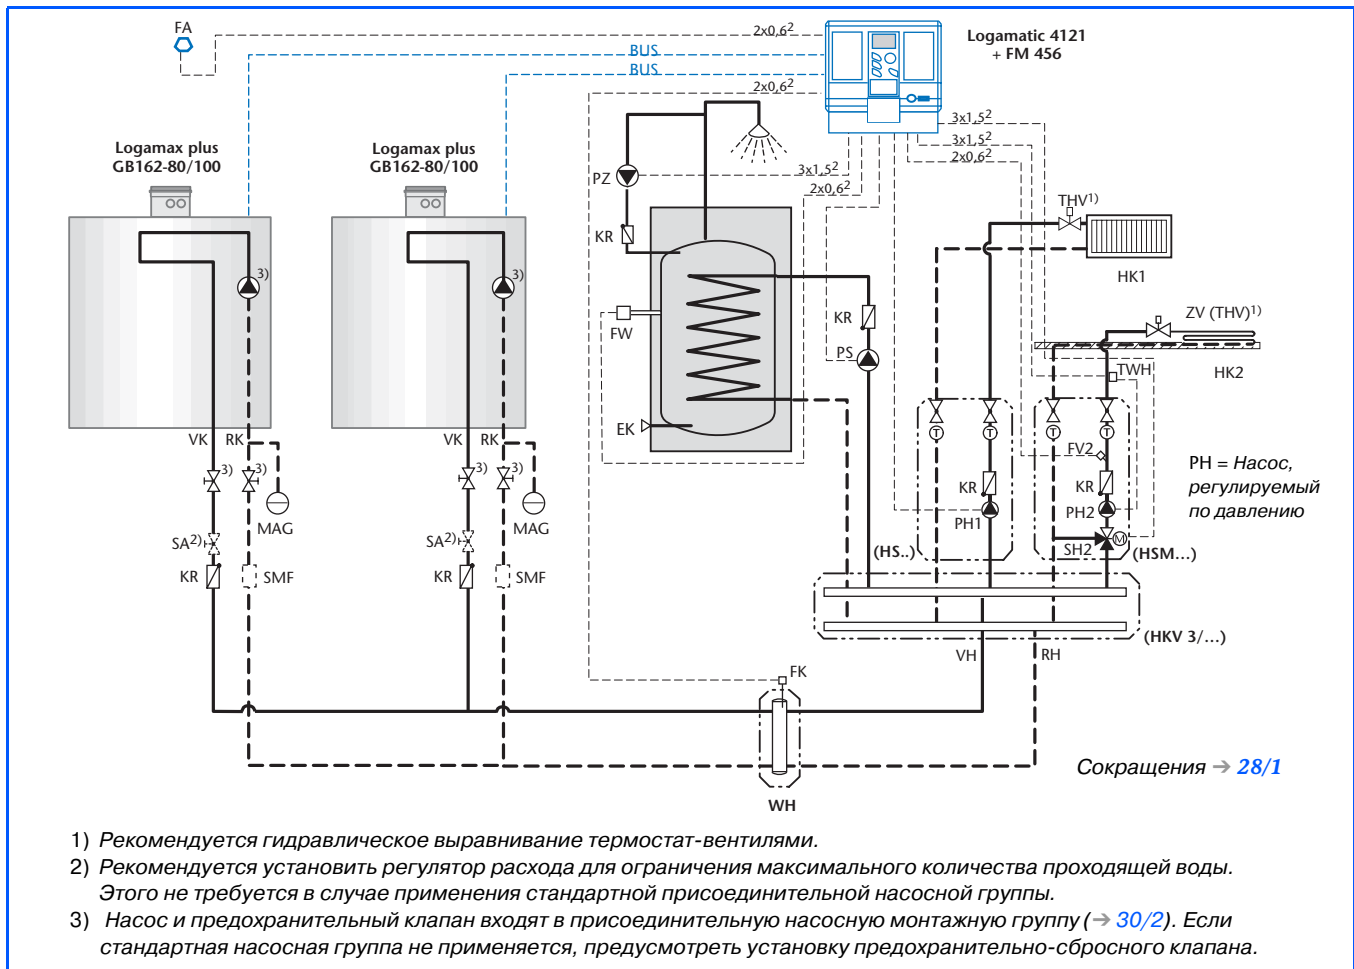 FA
2x0,6²
Logamatic 4121
+ FM 456
BUS
BUS
2x0,6²
3x1,5²
3x1,5²
2x0,6²
Logamax plus
GB162-80/100
Logamax plus
GB162-80/100
PZ
3x1,5²
2x0,6²
THV1)
KR
HK1
3)
3)
ZV (THV)1)
FW
KR
PS
TWH
HK2
EK
VK
RK
VK
RK
T
T
T
T
FV2
3)
3)
3)
3)
PH = Насос,
регулируемый
по давлению
MAG
MAG
KR
KR
PH1
PH2
SA2)
SA2)
SH2
M
(HS..)
(HSM...)
KR
SMF
KR
SMF
(HKV 3/...)
VH
RH
FK
Сокращения ➔ 28/1
WH
1) Рекомендуется гидравлическое выравнивание термостат-вентилями.
2) Рекомендуется установить регулятор расхода для ограничения максимального количества проходящей воды.
Этого не требуется в случае применения стандартной присоединительной насосной группы.
3) Насос и предохранительный клапан входят в присоединительную насосную монтажную группу (➔ 30/2). Если
стандартная насосная группа не применяется, предусмотреть установку предохранительно-сбросного клапана.